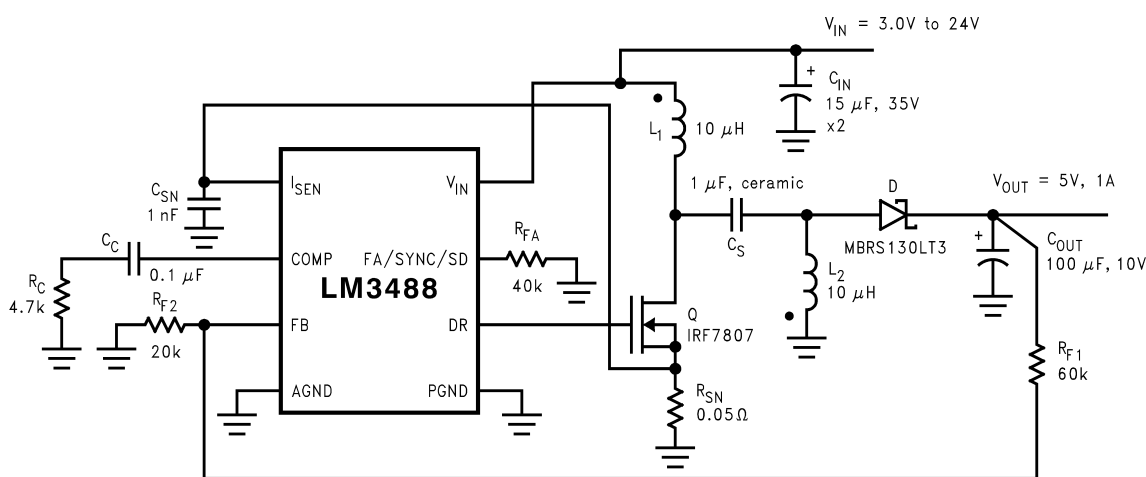 V_IN = 3.0V to 24V
C_IN
15 µF, 35V
x2
L_1
10 µH
I_SEN
V_IN
C_SN
1 nF
1 µF, ceramic
C_S
D
MBRS130LT3
V_OUT = 5V, 1A
C_OUT
100 µF, 10V
C_C
0.1 µF
COMP
FA/SYNC/SD
R_FA
40k
L_2
10 µH
LM3488
R_C
4.7k
R_F2
20k
FB
DR
Q
IRF7807
R_F1
60k
AGND
PGND
R_SN
0.05Ω
+
+